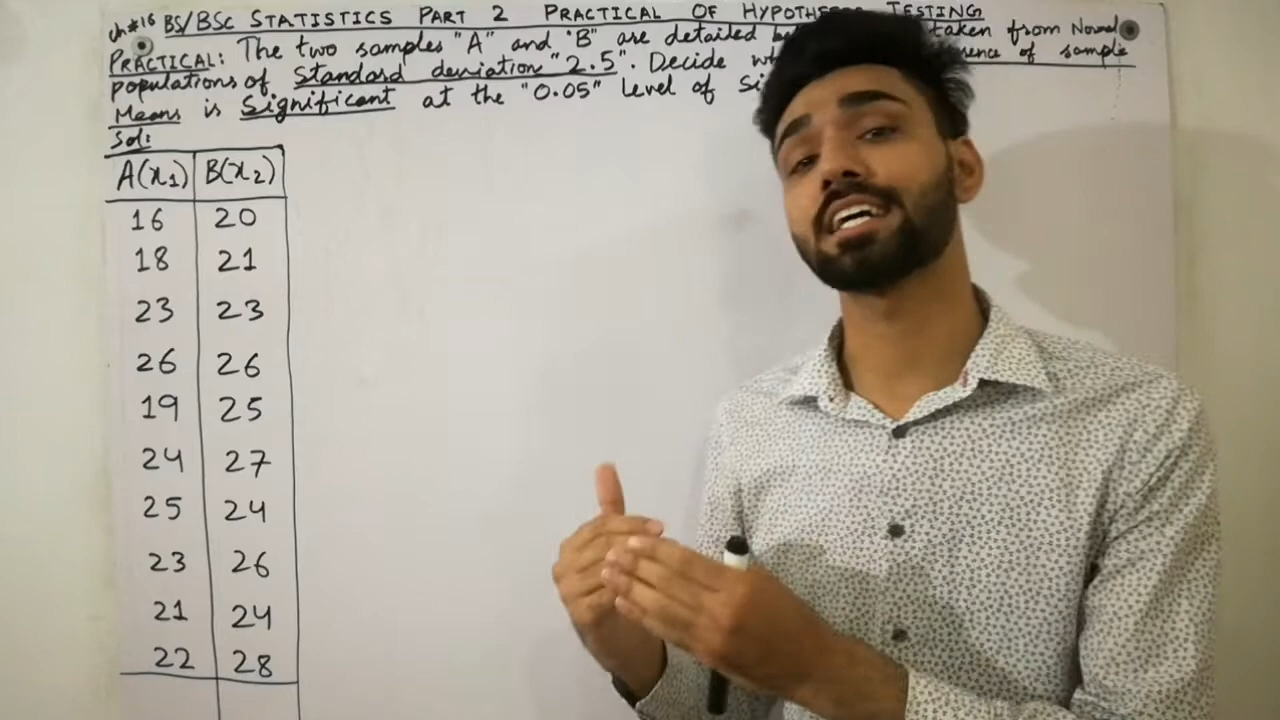 ch#16 BS/BSc STATISTICS PART 2 PRACTICAL OF TESTING
PRACTICAL: The two samples "A" and "B" are detailed taken from Normal
populations of Standard deviation "2.5". Decide of sample
Means is Significant at the "0.05" level of
Sol:
A(x₁) B(x₂)
16 20
18 21
23 23
26 26
19 25
24 27
25 24
23 26
21 24
22 28